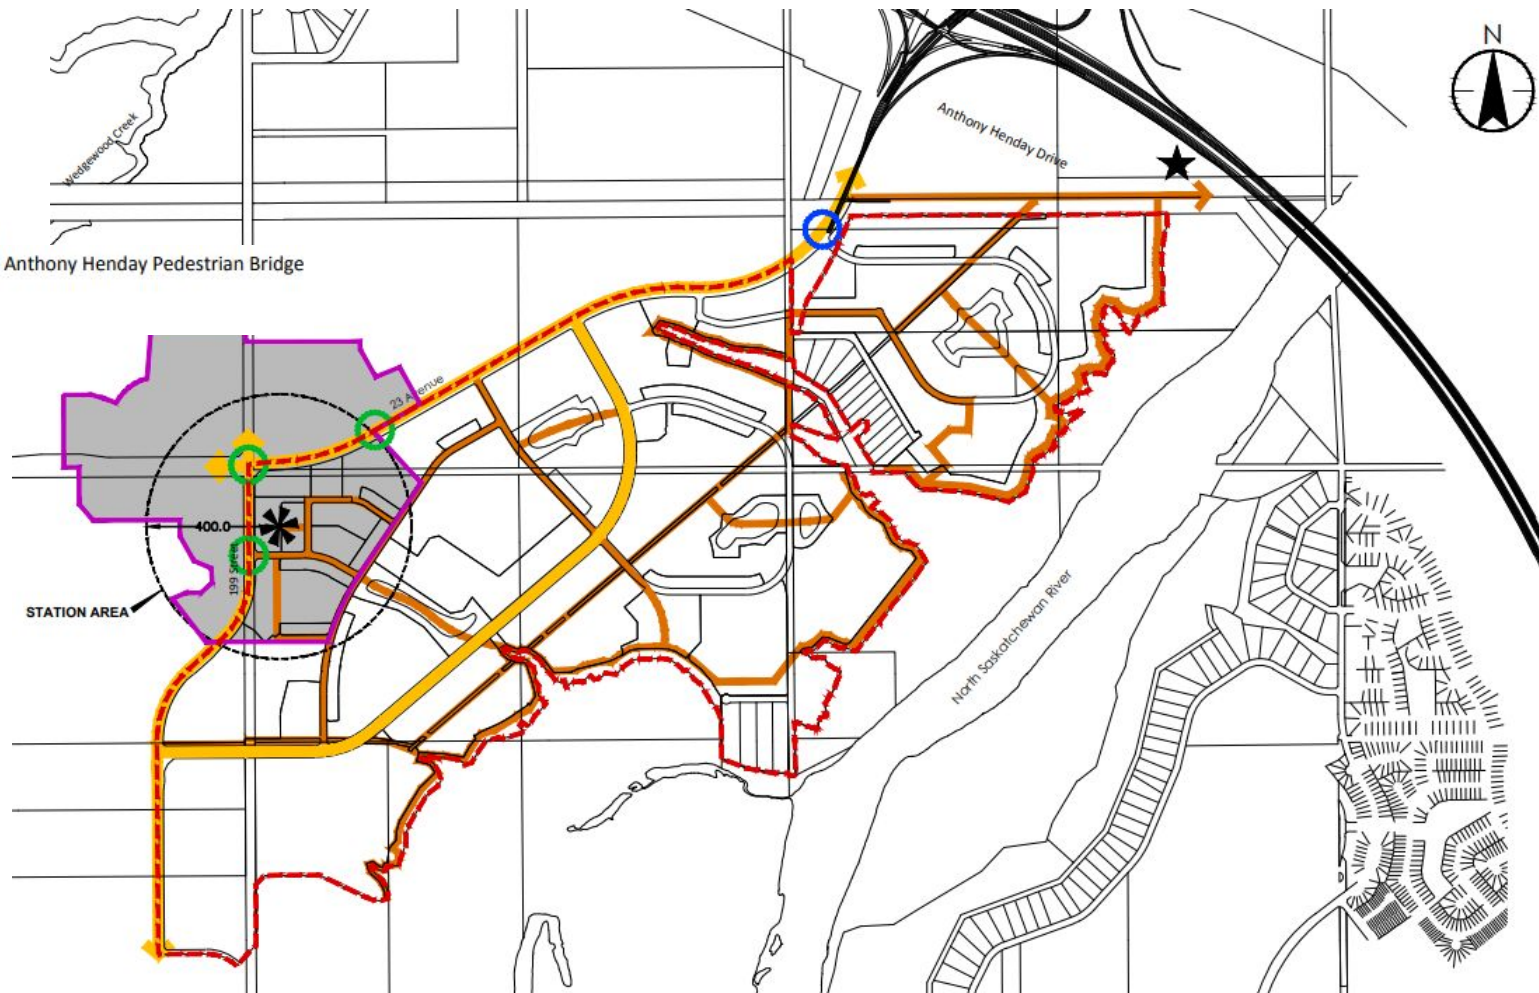 N
Anthony Henday Drive
Wedgewood Creek
Anthony Henday Pedestrian Bridge
23 Avenue
400.0
199 Street
STATION AREA
North Saskatchewan River